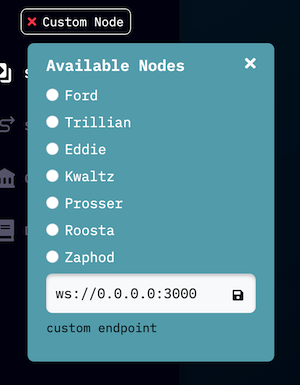 Custom Node
Available Nodes
Ford
Trillian
Eddie
Kwaltz
Prosser
Roosta
Zaphod
ws://0.0.0.0:3000
custom endpoint